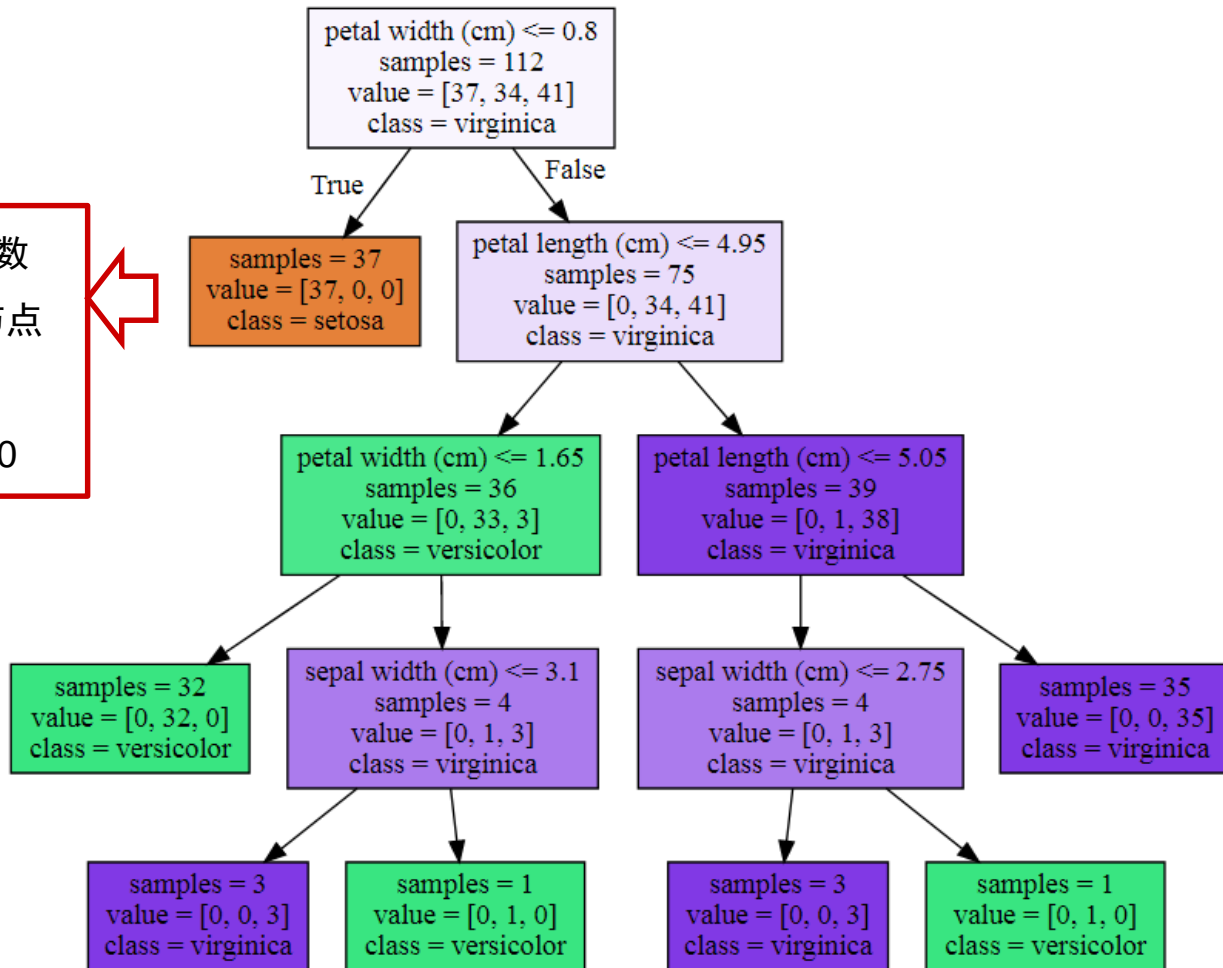 petal width (cm) <= 0.8
samples = 112
value = [37, 34, 41]
class = virginica
True
False
数
点
0
samples = 37
value = [37, 0, 0]
class = setosa
petal length (cm) <= 4.95
samples = 75
value = [0, 34, 41]
class = virginica
petal width (cm) <= 1.65
samples = 36
value = [0, 33, 3]
class = versicolor
petal length (cm) <= 5.05
samples = 39
value = [0, 1, 38]
class = virginica
samples = 32
value = [0, 32, 0]
class = versicolor
sepal width (cm) <= 3.1
samples = 4
value = [0, 1, 3]
class = virginica
sepal width (cm) <= 2.75
samples = 4
value = [0, 1, 3]
class = virginica
samples = 35
value = [0, 0, 35]
class = virginica
samples = 3
value = [0, 0, 3]
class = virginica
samples = 1
value = [0, 1, 0]
class = versicolor
samples = 3
value = [0, 0, 3]
class = virginica
samples = 1
value = [0, 1, 0]
class = versicolor